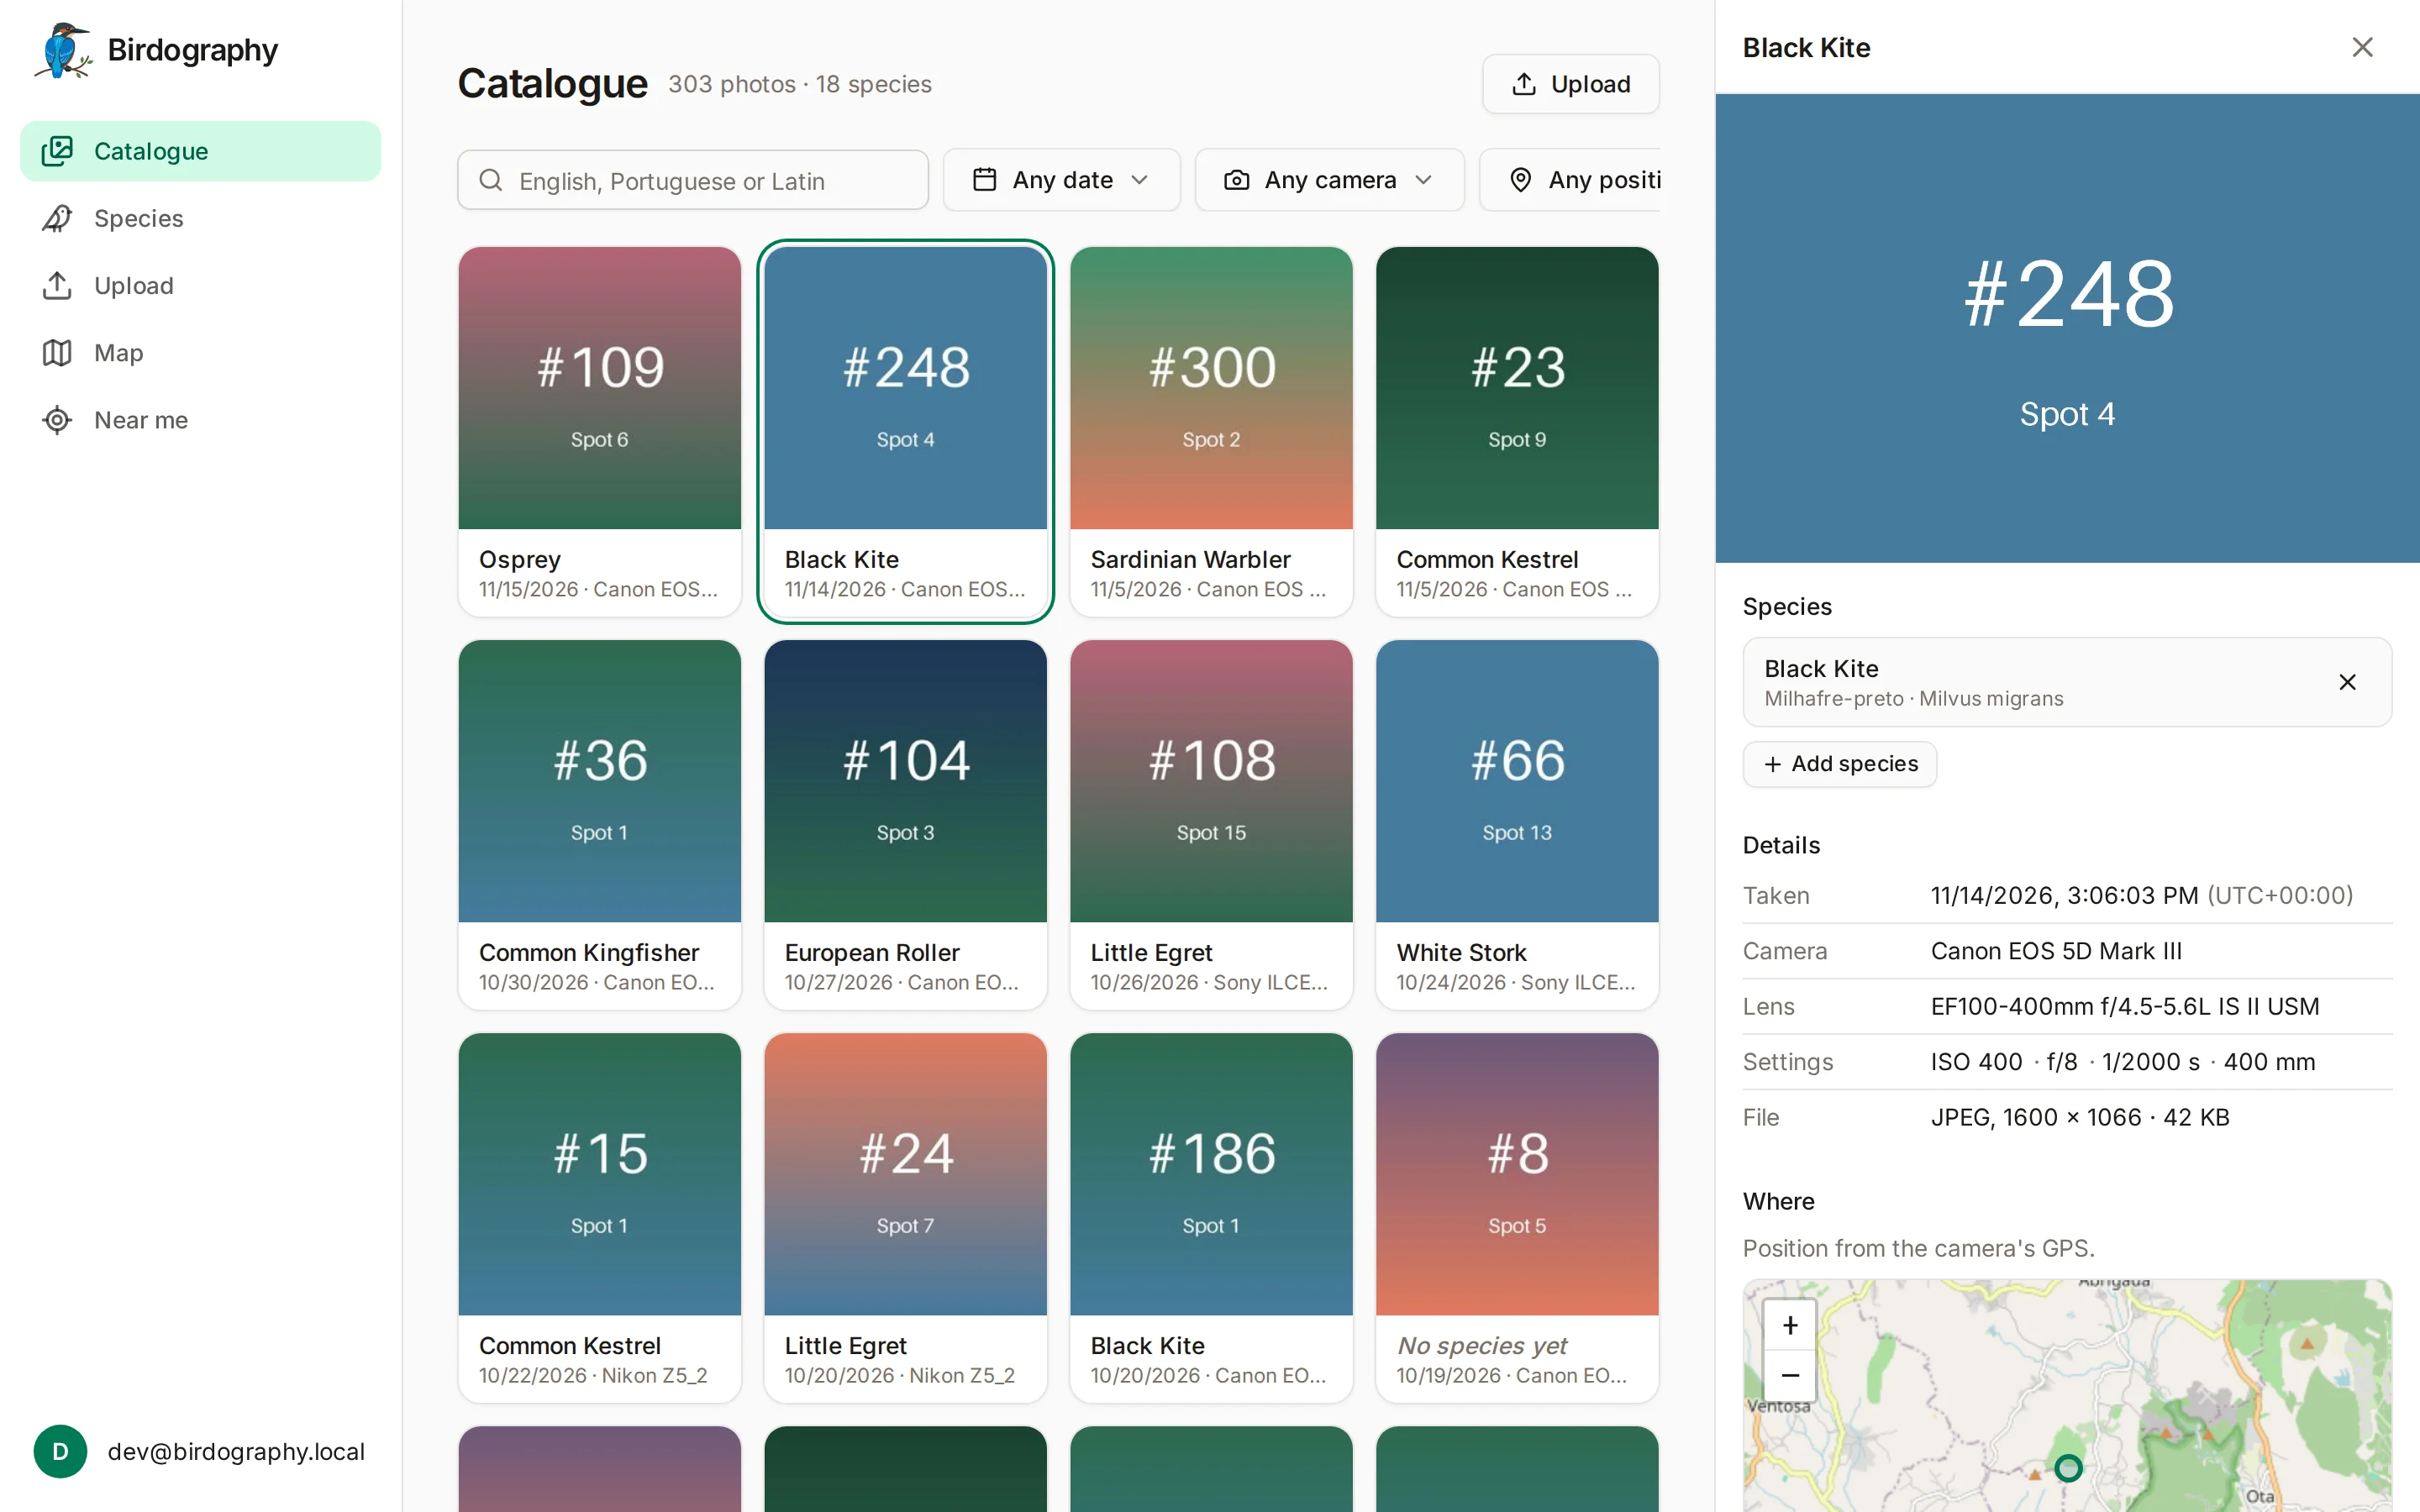 Birdography
Catalogue
Species
Upload
Map
Near me
D dev@birdography.local
Catalogue 303 photos · 18 species
Upload
English, Portuguese or Latin
Any date
Any camera
Any positi
#109
Spot 6
Osprey
11/15/2026 · Canon EOS...
#248
Spot 4
Black Kite
11/14/2026 · Canon EOS...
#300
Spot 2
Sardinian Warbler
11/5/2026 · Canon EOS ...
#23
Spot 9
Common Kestrel
11/5/2026 · Canon EOS ...
#36
Spot 1
Common Kingfisher
10/30/2026 · Canon EO...
#104
Spot 3
European Roller
10/27/2026 · Canon EO...
#108
Spot 15
Little Egret
10/26/2026 · Sony ILCE...
#66
Spot 13
White Stork
10/24/2026 · Sony ILCE...
#15
Spot 1
Common Kestrel
10/22/2026 · Nikon Z5_2
#24
Spot 7
Little Egret
10/20/2026 · Nikon Z5_2
#186
Spot 1
Black Kite
10/20/2026 · Canon EO...
#8
Spot 5
No species yet
10/19/2026 · Canon EO...
Black Kite
#248
Spot 4
Species
Black Kite
Milhafre-preto · Milvus migrans
+ Add species
Details
Taken 11/14/2026, 3:06:03 PM (UTC+00:00)
Camera Canon EOS 5D Mark III
Lens EF100-400mm f/4.5-5.6L IS II USM
Settings ISO 400 · f/8 · 1/2000 s · 400 mm
File JPEG, 1600 × 1066 · 42 KB
Where
Position from the camera's GPS.
Abrigada
+
−
Ventosa
Ota